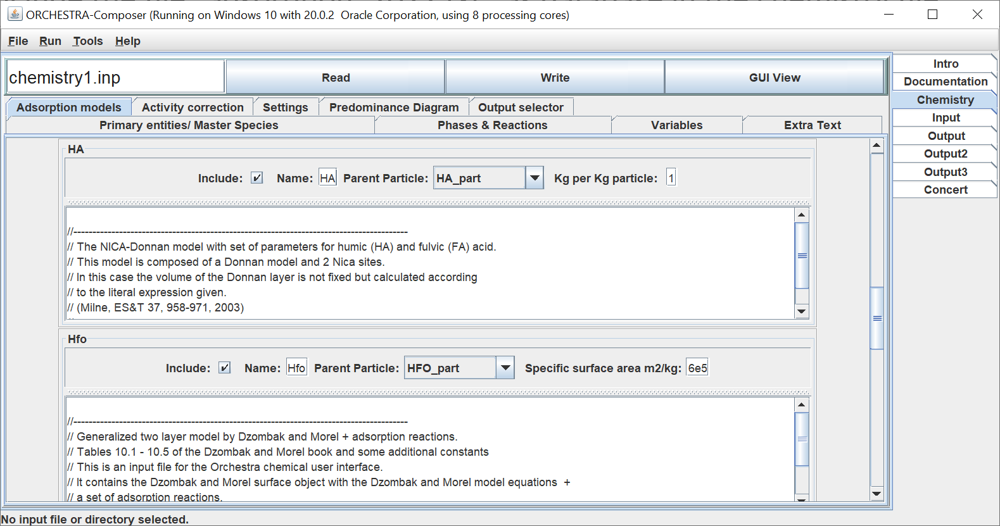 ORCHESTRA-Composer (Running on Windows 10 with 20.0.2  Oracle Corporation, using 8 processing cores)
File Run Tools Help
chemistry1.inp Read Write GUI View
Adsorption models Activity correction Settings Predominance Diagram Output selector
Primary entities/ Master Species Phases & Reactions Variables Extra Text
HA
Include: Name: HA Parent Particle: HA_part Kg per Kg particle: 1
//----------------------------------------------------------------------------------------
// The NICA-Donnan model with set of parameters for humic (HA) and fulvic (FA) acid.
// This model is composed of a Donnan model and 2 Nica sites.
// In this case the volume of the Donnan layer is not fixed but calculated according
// to the literal expression given.
// (Milne, ES&T 37, 958-971, 2003)
Hfo
Include: Name: Hfo Parent Particle: HFO_part Specific surface area m2/kg: 6e5
//----------------------------------------------------------------------------------------
// Generalized two layer model by Dzombak and Morel + adsorption reactions.
// Tables 10.1 - 10.5 of the Dzombak and Morel book and some additional constants
// This is an input file for the Orchestra chemical user interface.
// It contains the Dzombak and Morel surface object with the Dzombak and Morel model equations  +
// a set of adsorption reactions.
Intro
Documentation
Chemistry
Input
Output
Output2
Output3
Concert
No input file or directory selected.